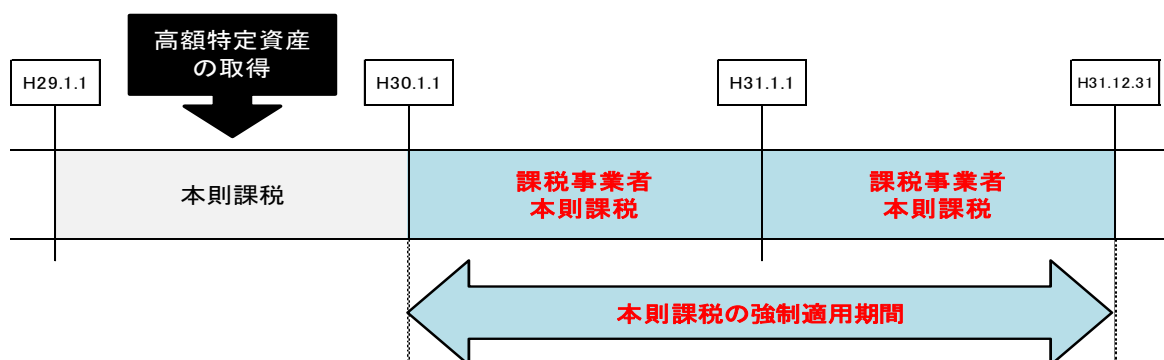 高額特定資産
の取得
H29.1.1
H30.1.1
H31.1.1
H31.12.31
本則課税
課税事業者
本則課税
課税事業者
本則課税
本則課税の強制適用期間